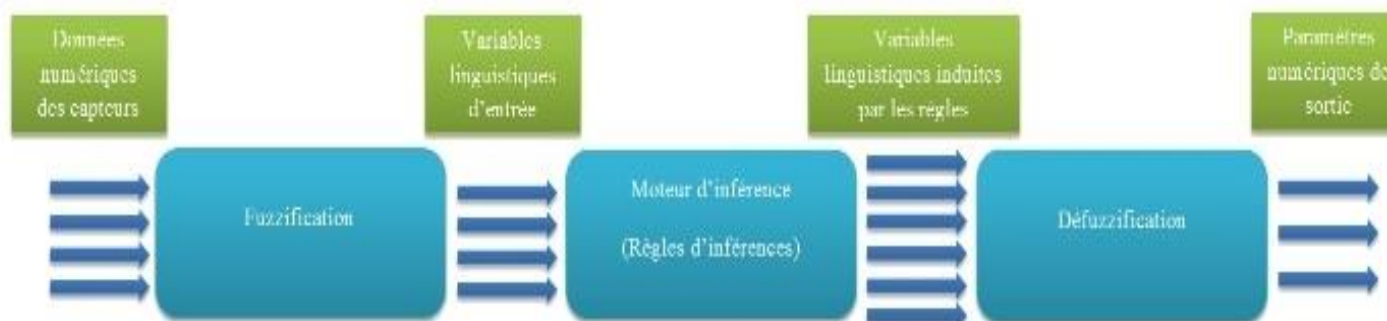 Données
numériques
des capteurs
Variables
linguistiques
d'entrée
Variables
linguistiques induites
par les règles
Paramètres
numériques de
sortie
Fuzzification
Moteur d'inférence
(Règles d'inférences)
Défuzzification